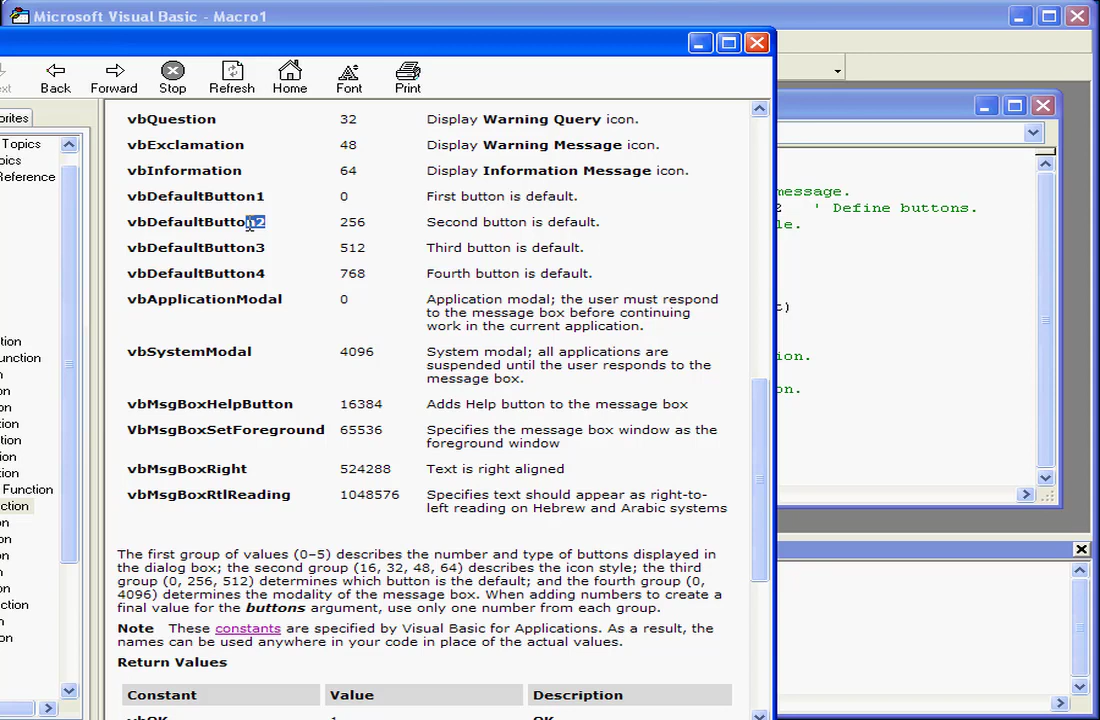 Microsoft Visual Basic - Macro1
Back Forward Stop Refresh Home Font Print
Topics
Reference
vbQuestion 32 Display Warning Query icon.
vbExclamation 48 Display Warning Message icon.
vbInformation 64 Display Information Message icon.
vbDefaultButton1 0 First button is default.
vbDefaultButton2 256 Second button is default.
vbDefaultButton3 512 Third button is default.
vbDefaultButton4 768 Fourth button is default.
vbApplicationModal 0 Application modal; the user must respond
to the message box before continuing
work in the current application.
vbSystemModal 4096 System modal; all applications are
suspended until the user responds to the
message box.
vbMsgBoxHelpButton 16384 Adds Help button to the message box
VbMsgBoxSetForeground 65536 Specifies the message box window as the
foreground window
vbMsgBoxRight 524288 Text is right aligned
vbMsgBoxRtlReading 1048576 Specifies text should appear as right-to-
left reading on Hebrew and Arabic systems
The first group of values (0–5) describes the number and type of buttons displayed in
the dialog box; the second group (16, 32, 48, 64) describes the icon style; the third
group (0, 256, 512) determines which button is the default; and the fourth group (0,
4096) determines the modality of the message box. When adding numbers to create a
final value for the buttons argument, use only one number from each group.
Note These constants are specified by Visual Basic for Applications. As a result, the
names can be used anywhere in your code in place of the actual values.
Return Values
Constant Value Description
Function
message.
2 ' Define buttons.
le.
t)
ion.
on.